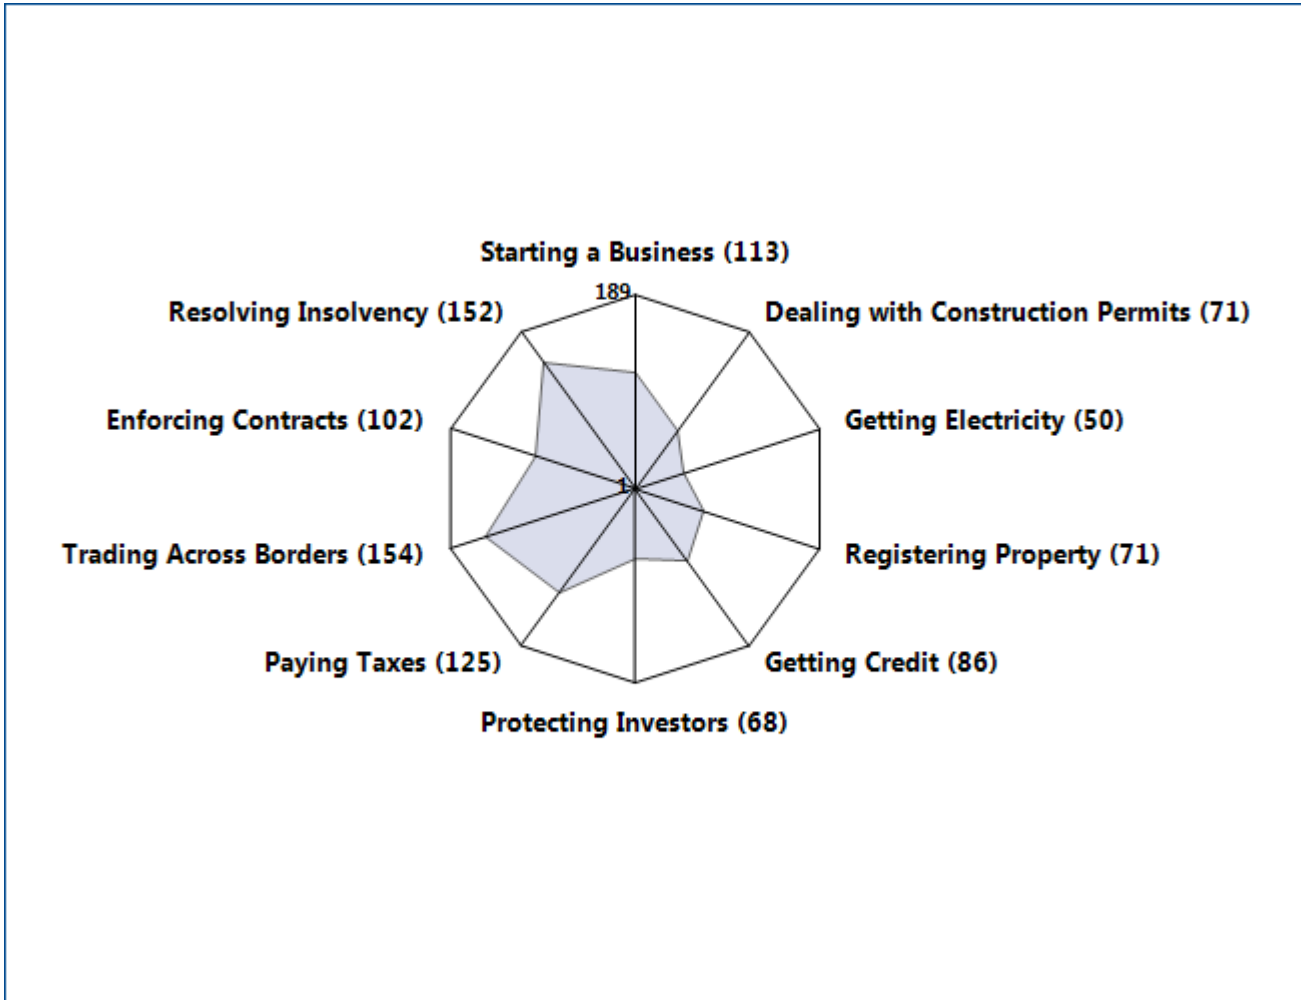 Starting a Business (113)
189
Resolving Insolvency (152)
Dealing with Construction Permits (71)
Enforcing Contracts (102)
Getting Electricity (50)
1
Trading Across Borders (154)
Registering Property (71)
Paying Taxes (125)
Getting Credit (86)
Protecting Investors (68)